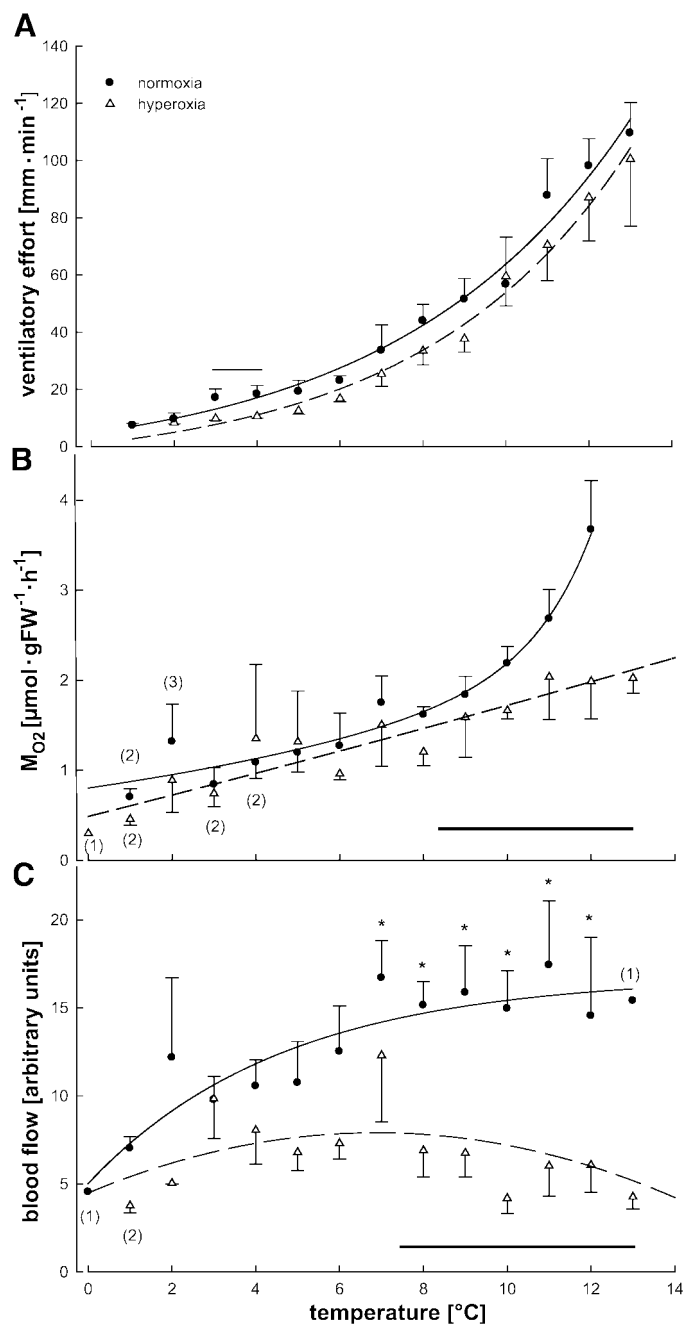 A
140
120
100
80
60
40
20
0
ventilatory effort [mm·min⁻¹]
normoxia
hyperoxia
B
4
3
2
1
0
M_O2 [µmol·gFW⁻¹·h⁻¹]
(3)
(2)
(1)
(2)
(2)
(2)
C
20
15
10
5
0
blood flow [arbitrary units]
* * * * * *
(1)
(1)
(2)
0 2 4 6 8 10 12 14
temperature [°C]